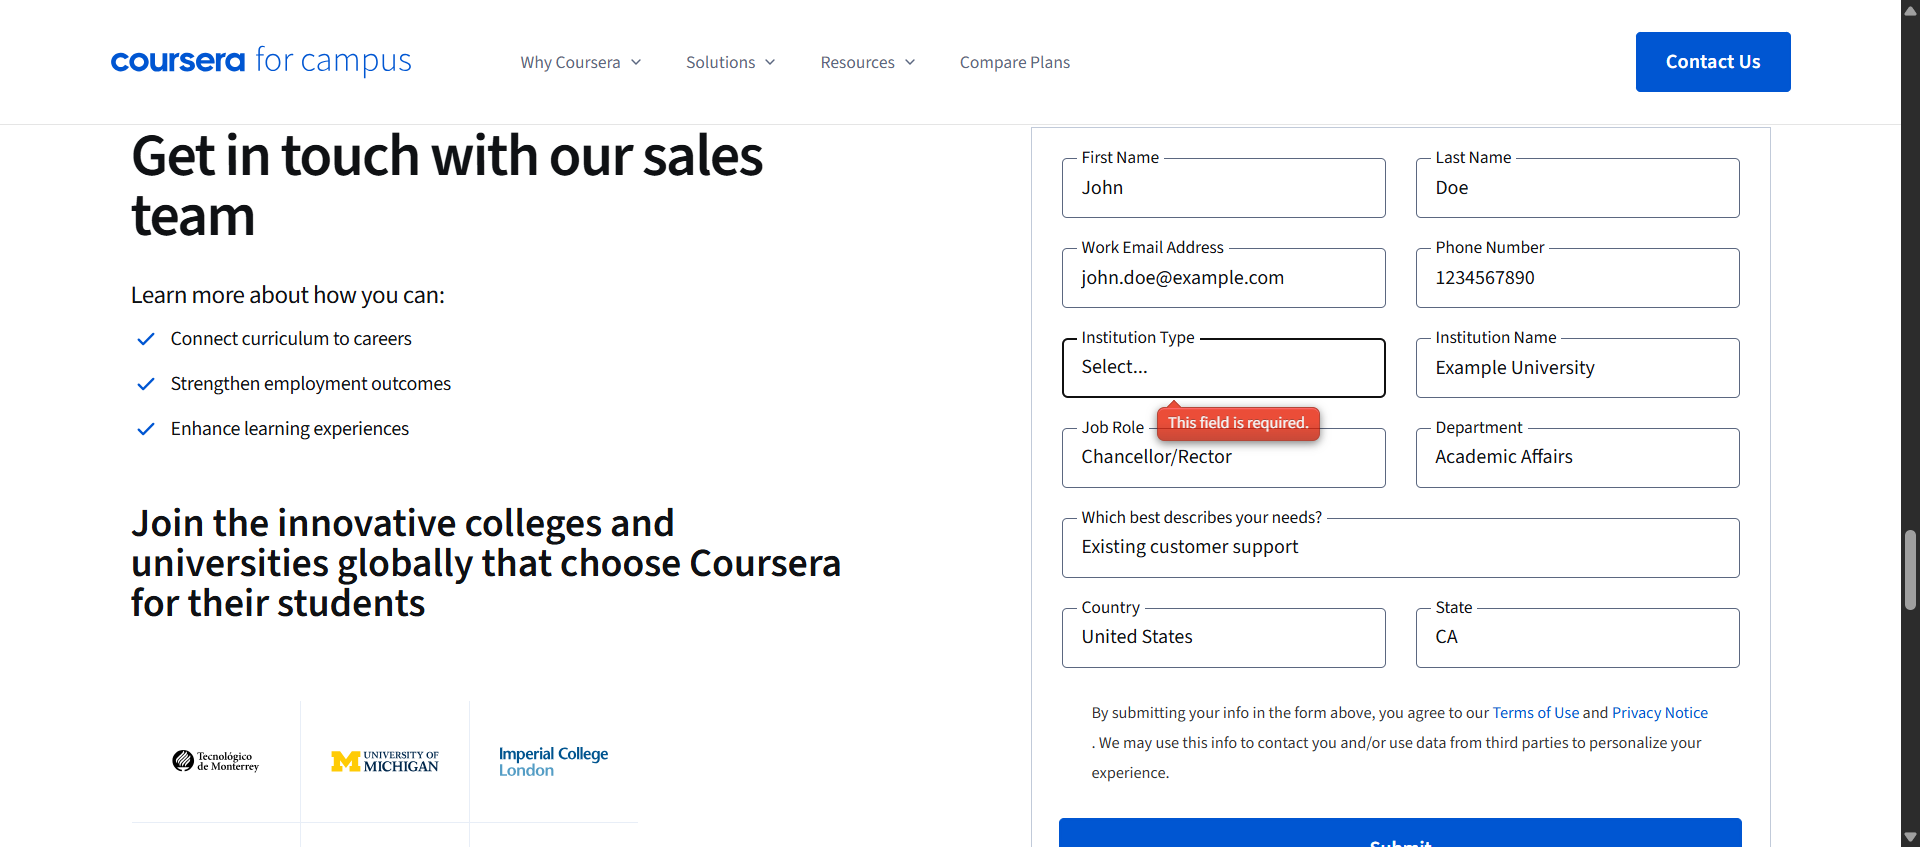 coursera for campus
Why Coursera
Solutions
Resources
Compare Plans
Contact Us
Get in touch with our sales
team
Learn more about how you can:
Connect curriculum to careers
Strengthen employment outcomes
Enhance learning experiences
Join the innovative colleges and
universities globally that choose Coursera
for their students
Tecnológico
de Monterrey
UNIVERSITY OF
MICHIGAN
Imperial College
London
First Name
John
Last Name
Doe
Work Email Address
john.doe@example.com
Phone Number
1234567890
Institution Type
Select...
This field is required.
Institution Name
Example University
Job Role
Chancellor/Rector
Department
Academic Affairs
Which best describes your needs?
Existing customer support
Country
United States
State
CA
By submitting your info in the form above, you agree to our Terms of Use and Privacy Notice
. We may use this info to contact you and/or use data from third parties to personalize your
experience.
Submit